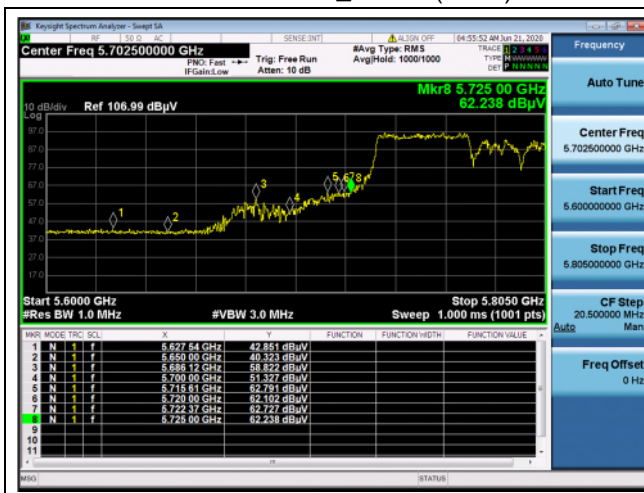 Keysight Spectrum Analyzer - Swept SA
RF 50 Ω AC SENSE:INT ALIGN OFF 04:55:52 AM Jun 21, 2020
Center Freq 5.702500000 GHz
PNO: Fast Trig: Free Run #Avg Type: RMS TRACE 1 2 3 4 5 6
IFGain:Low Atten: 10 dB Avg|Hold: 1000/1000 TYPE M WWWWW
DET P N N N N N
Mkr8 5.725 00 GHz
62.238 dBµV
10 dB/div Ref 106.99 dBµV
Log
97.0
87.0
77.0
67.0
57.0
47.0
37.0
27.0
17.0
1 2 3 4 5 6 7 8
Start 5.6000 GHz Stop 5.8050 GHz
#Res BW 1.0 MHz #VBW 3.0 MHz Sweep 1.000 ms (1001 pts)
MKR MODE TRC SCL X Y FUNCTION FUNCTION WIDTH FUNCTION VALUE
1 N 1 f 5.627 54 GHz 42.851 dBµV
2 N 1 f 5.650 00 GHz 40.323 dBµV
3 N 1 f 5.686 12 GHz 58.822 dBµV
4 N 1 f 5.700 00 GHz 51.327 dBµV
5 N 1 f 5.715 61 GHz 62.791 dBµV
6 N 1 f 5.720 00 GHz 62.102 dBµV
7 N 1 f 5.722 37 GHz 62.727 dBµV
8 N 1 f 5.725 00 GHz 62.238 dBµV
9
10
11
MSG STATUS
Frequency
Auto Tune
Center Freq
5.702500000 GHz
Start Freq
5.600000000 GHz
Stop Freq
5.805000000 GHz
CF Step
20.500000 MHz
Auto Man
Freq Offset
0 Hz